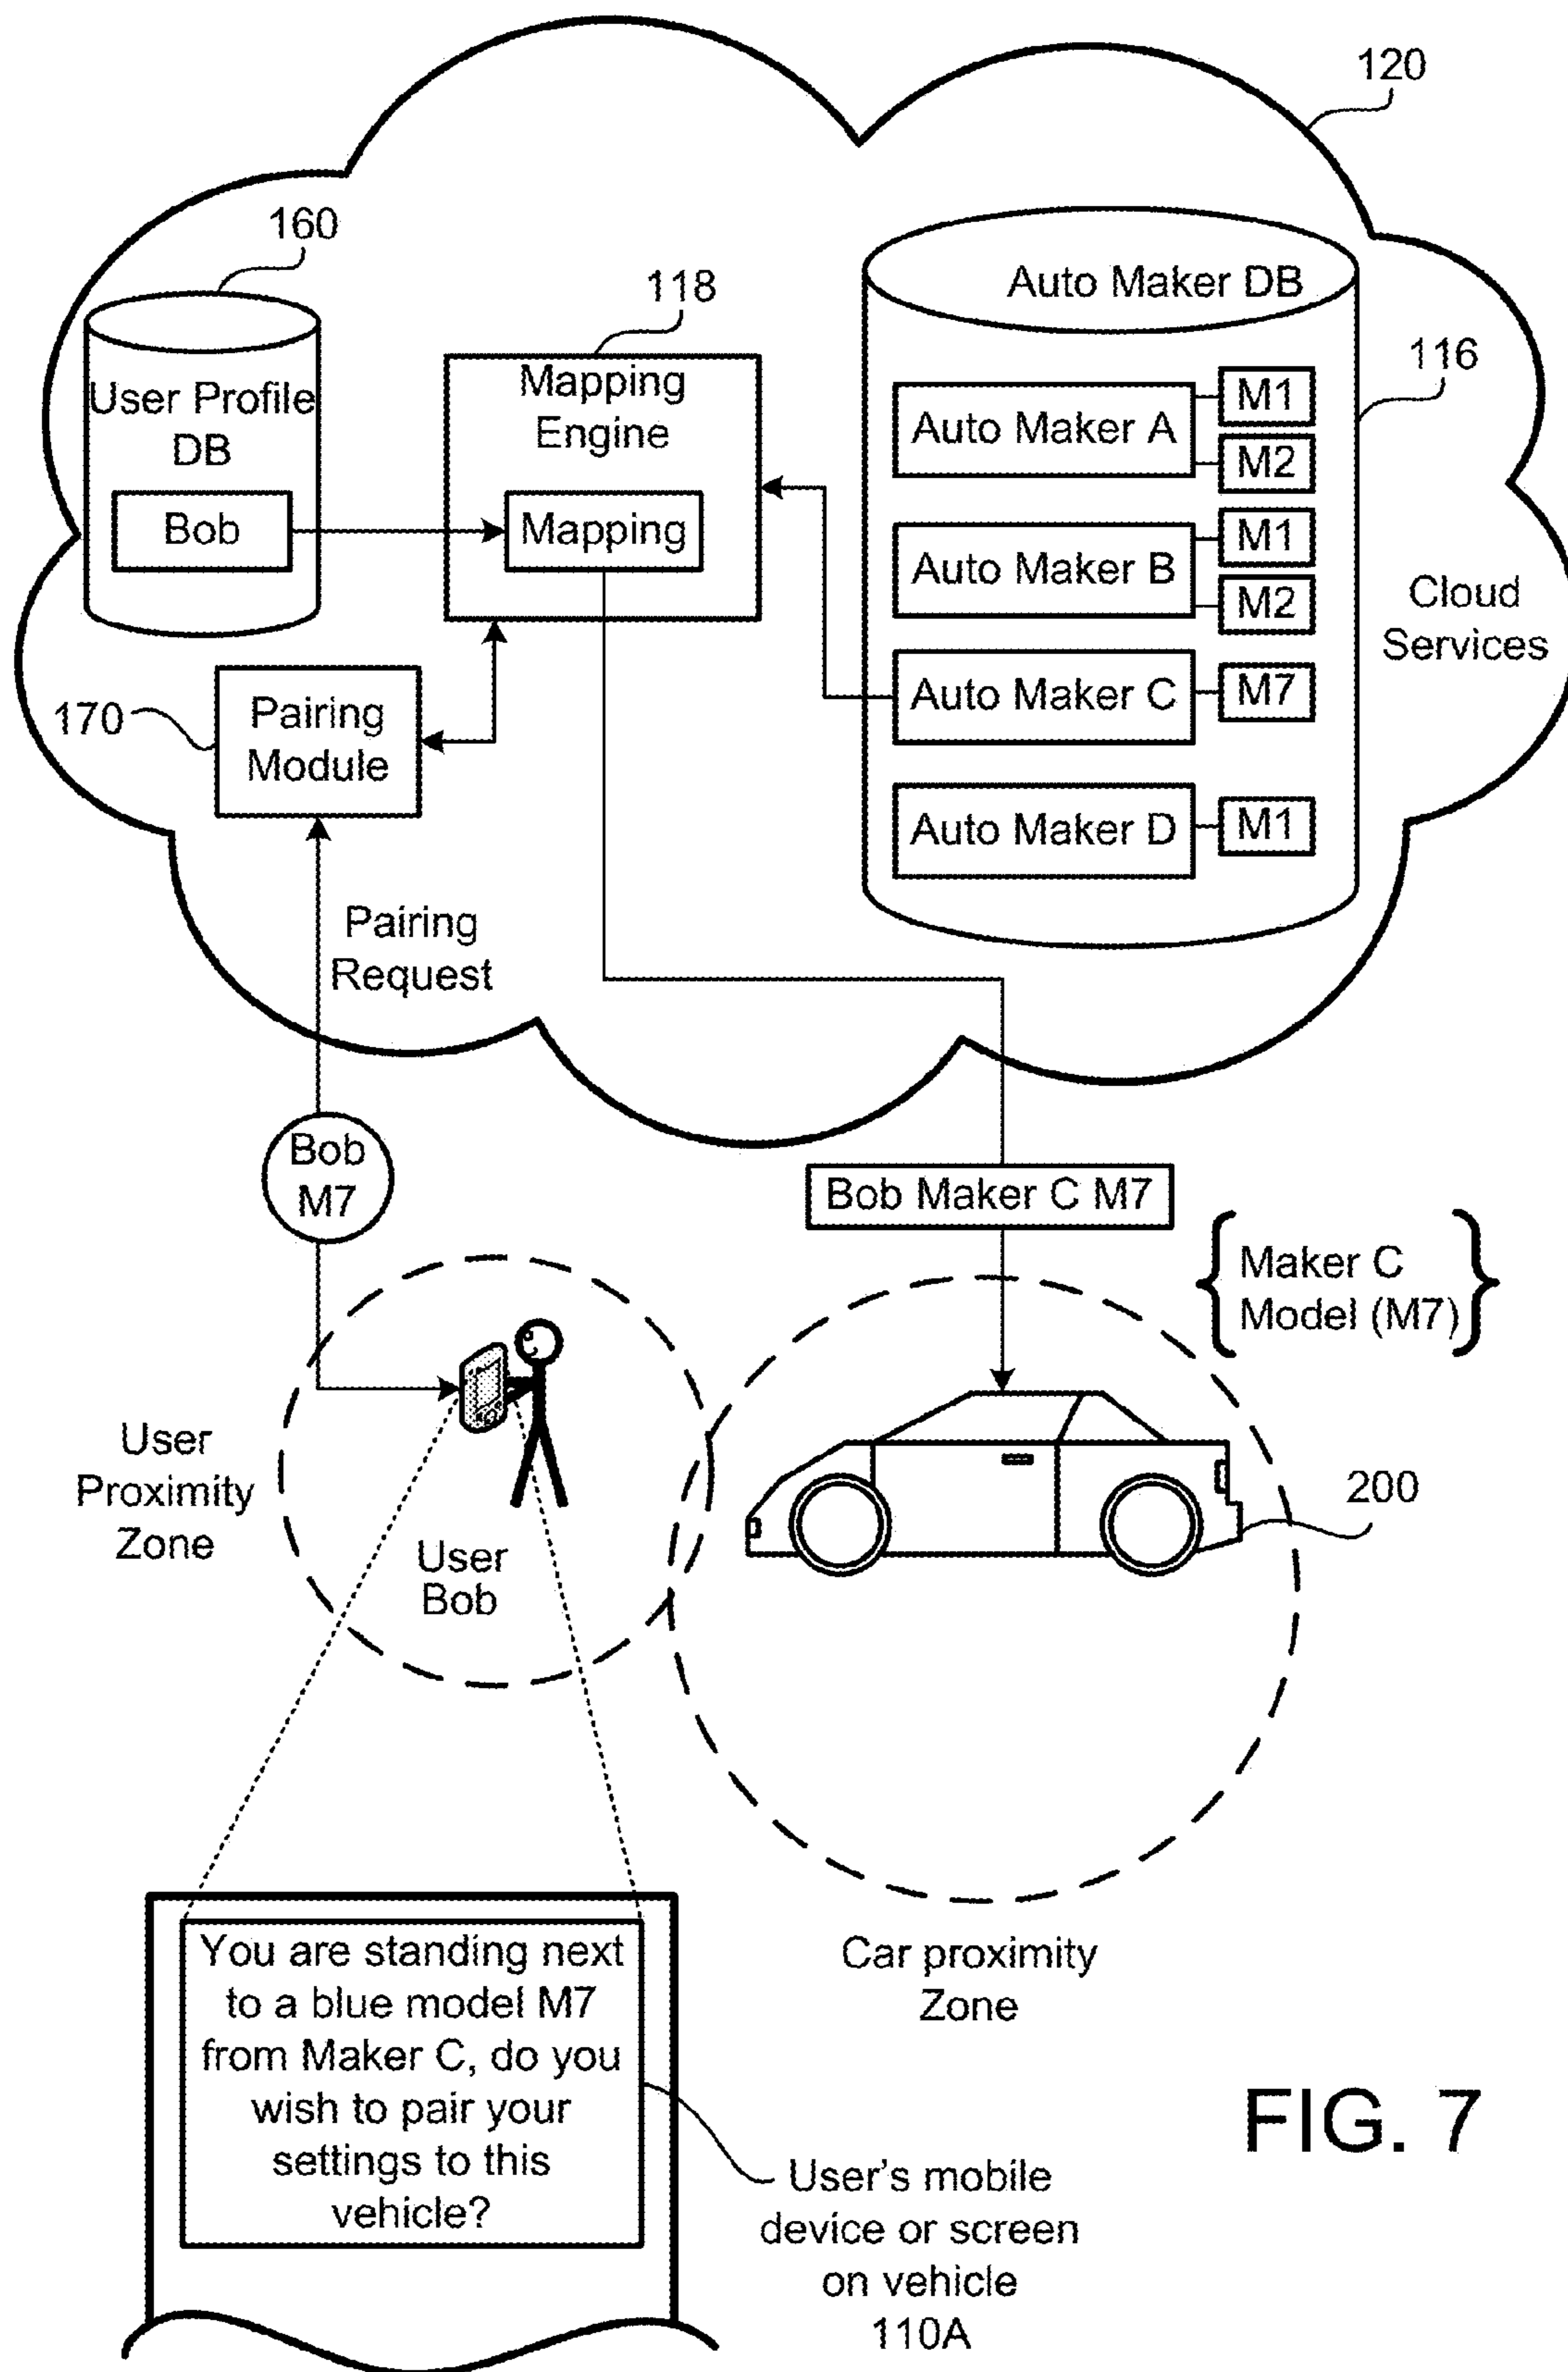 120
160
118
Auto Maker DB
116
User Profile
DB
Bob
Mapping
Engine
Mapping
Auto Maker A
M1
M2
Auto Maker B
M1
M2
Auto Maker C
M7
Auto Maker D
M1
Cloud
Services
170
Pairing
Module
Pairing
Request
Bob
M7
Bob Maker C M7
Maker C
Model (M7)
User
Proximity
Zone
User
Bob
200
Car proximity
Zone
You are standing next
to a blue model M7
from Maker C, do you
wish to pair your
settings to this
vehicle?
User's mobile
device or screen
on vehicle
110A
FIG. 7